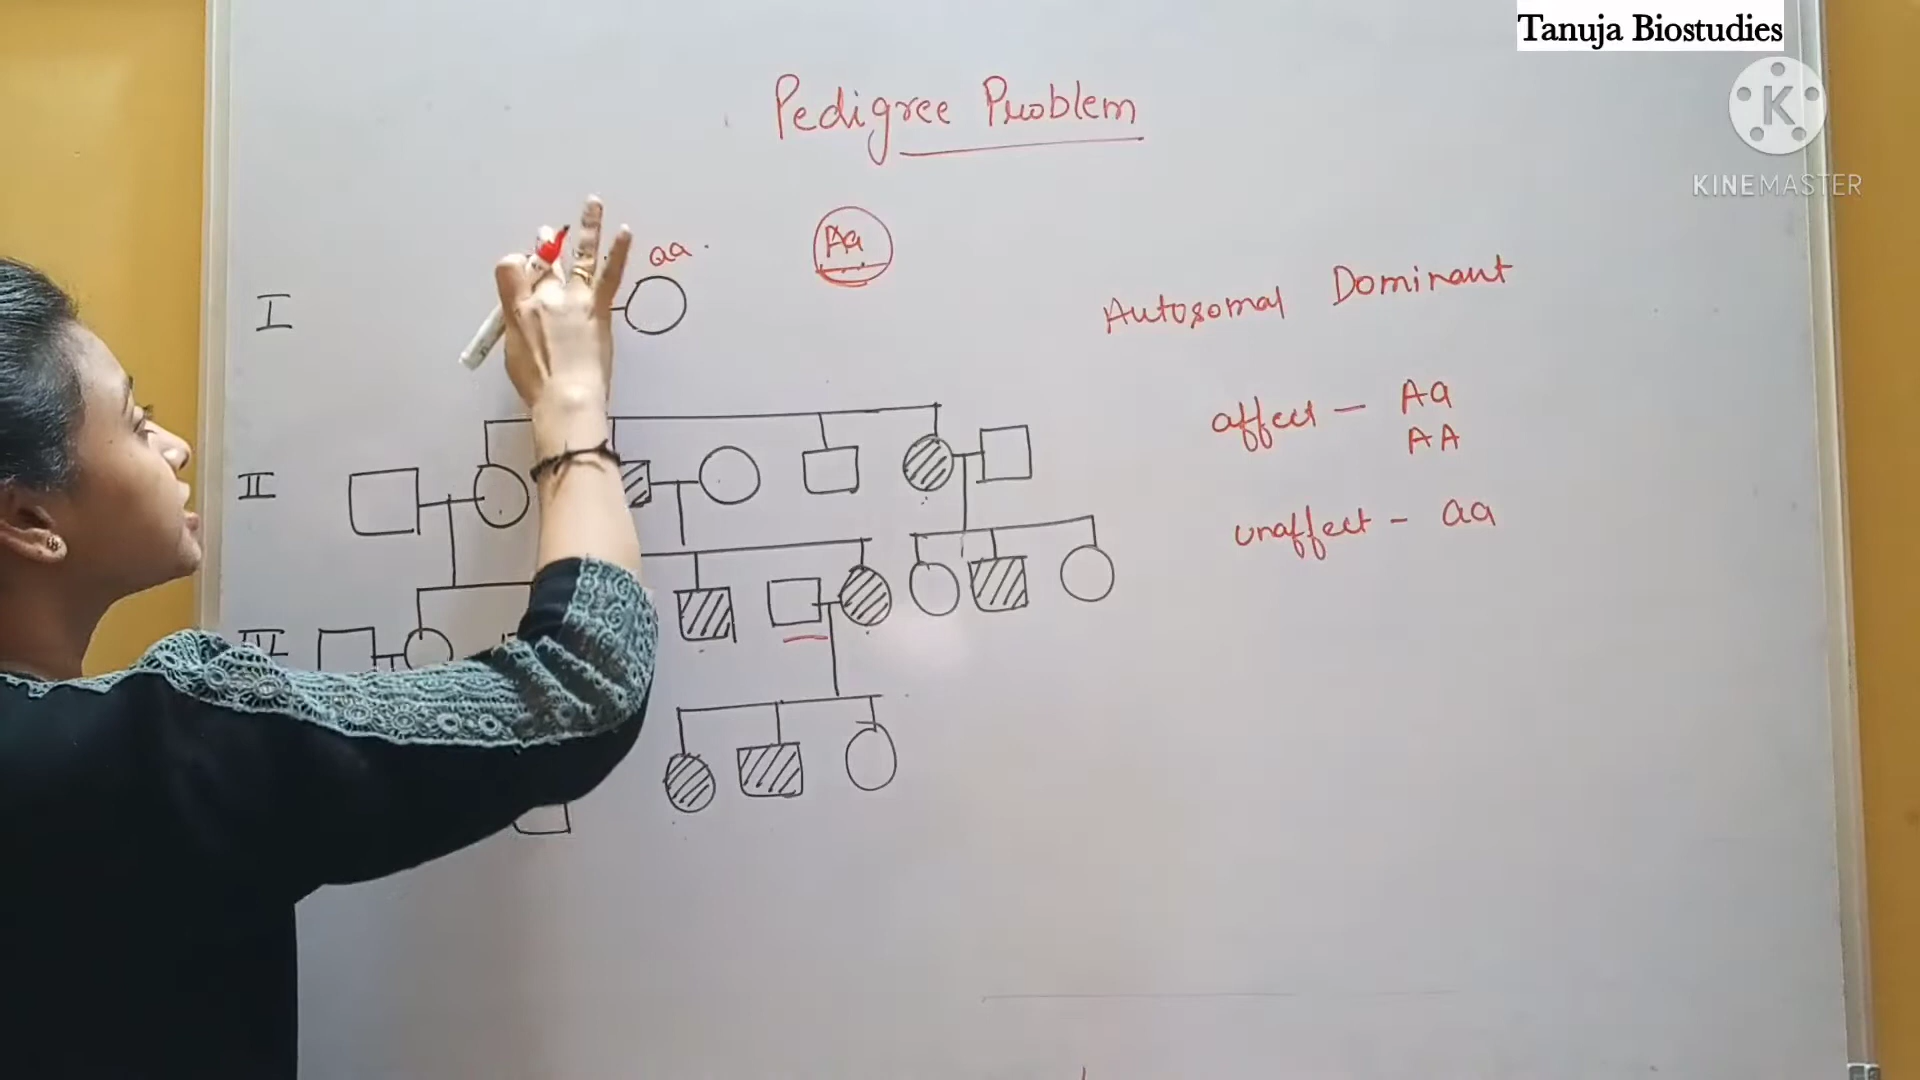 Tanuja Biostudies
KINEMASTER
Pedigree Problem
aa
Aa
I
Autosomal Dominant
affect - Aa
AA
II
unaffect - aa